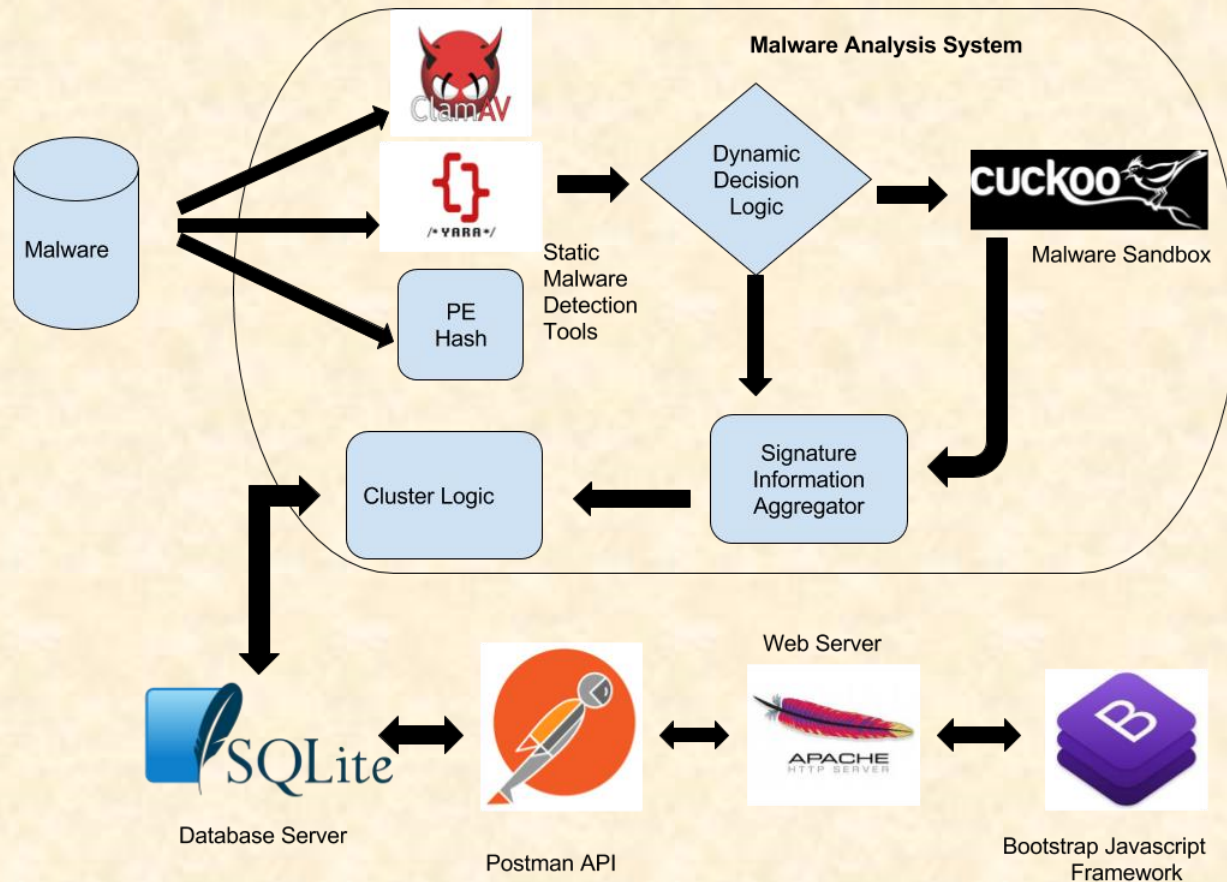 Malware Analysis System
ClamAV
Malware
/* YARA */
Static
Malware
Detection
Tools
PE
Hash
Dynamic
Decision
Logic
cuckoo
Malware Sandbox
Signature
Information
Aggregator
Cluster Logic
SQLite
Database Server
Postman API
Web Server
APACHE
HTTP SERVER
B
Bootstrap Javascript
Framework